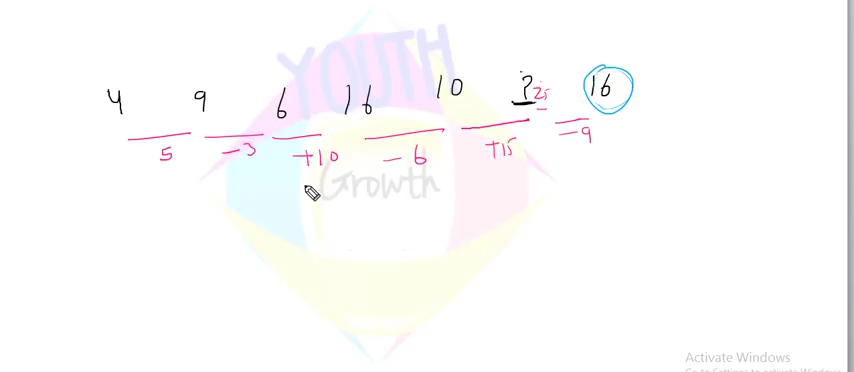 YOUTH
4 9 6 16 10 ? 25 16
5 -3 +10 -6 +15 -9
Growth
Activate Windows